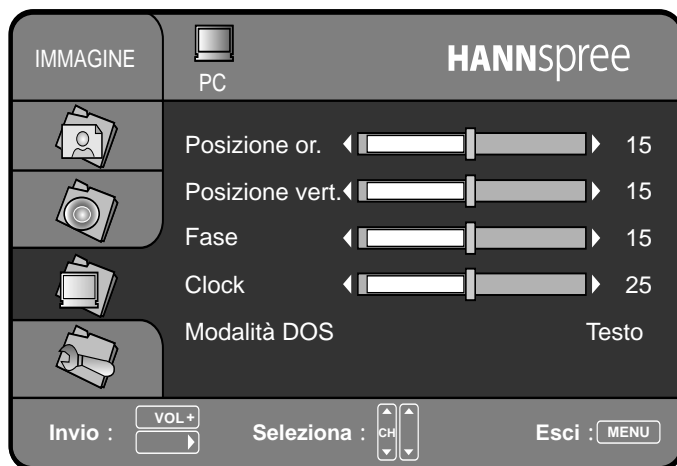 IMMAGINE
PC
HANNspree
Posizione or. 15
Posizione vert. 15
Fase 15
Clock 25
Modalità DOS Testo
Invio : VOL+ Seleziona : CH Esci : MENU